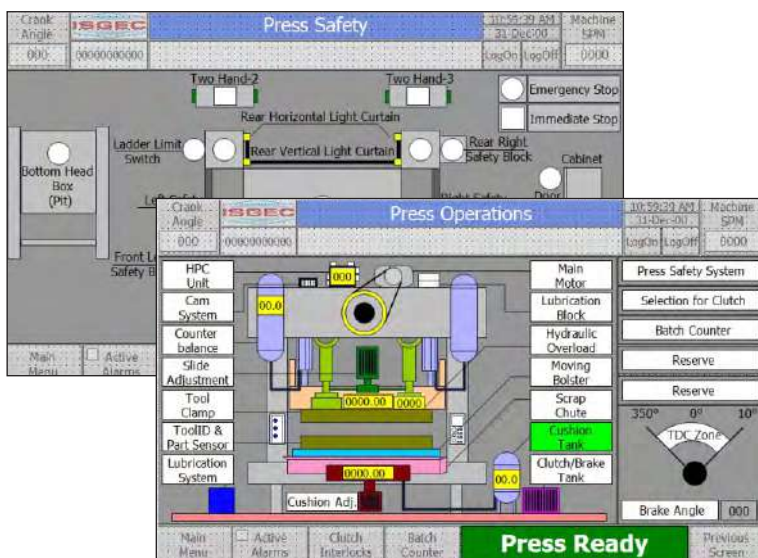 Crank
Angle
000
ISGEC
00000000000
Press Safety
10:59:39 AM
31-Dec-00
LogOn LogOff
Machine
SPM
0000
Two Hand-2
Two Hand-3
Emergency Stop
Immediate Stop
Rear Horizontal Light Curtain
Rear Vertical Light Curtain
Ladder Limit
Switch
Rear Right
Safety Block
Bottom Head
Box
(Pit)
Cabinet
Door
Right Safety
Front
Safety
Main
Menu
Active
Alarms
Crank
Angle
000
ISGEC
00000000000
Press Operations
10:59:39 AM
31-Dec-00
LogOn LogOff
Machine
SPM
0000
HPC
Unit
Cam
System
Counter
balance
Slide
Adjustment
Tool
Clamp
ToolID &
Part Sensor
Lubrication
System
000
00.0
0000.00
0000
0000.00
00.0
Cushion Adj.
Main
Motor
Lubrication
Block
Hydraulic
Overload
Moving
Bolster
Scrap
Chute
Cushion
Tank
Clutch/Brake
Tank
Press Safety System
Selection for Clutch
Batch Counter
Reserve
Reserve
350° 0° 10°
TDC Zone
Brake Angle 000
Main
Menu
Active
Alarms
Clutch
Interlocks
Batch
Counter
Press Ready
Previous
Screen